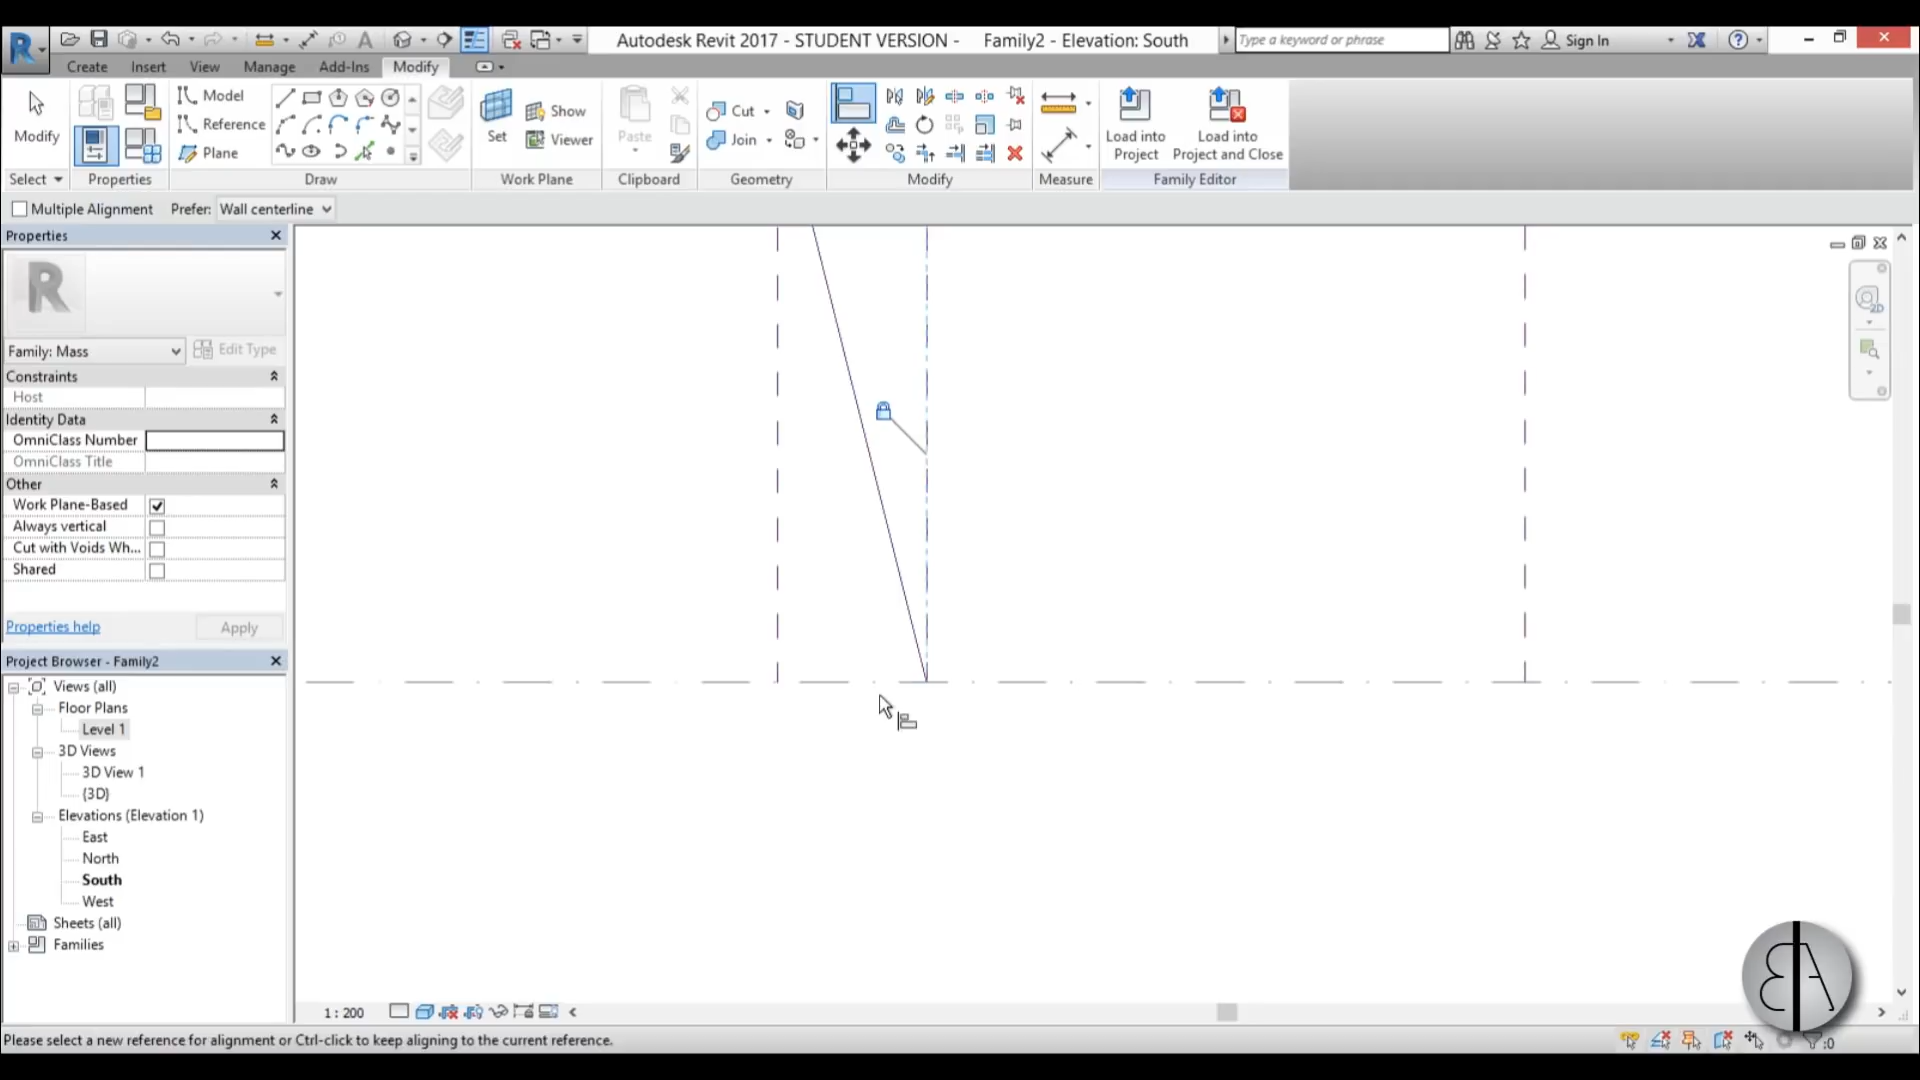 Autodesk Revit 2017 - STUDENT VERSION - Family2 - Elevation: South
Type a keyword or phrase
Sign In
Create Insert View Manage Add-Ins Modify
Modify
Select
Properties
Model
Reference
Plane
Draw
Set
Show
Viewer
Work Plane
Paste
Clipboard
Cut
Join
Geometry
Modify
Measure
Load into
Project
Load into
Project and Close
Family Editor
Multiple Alignment Prefer: Wall centerline
Properties
R
Family: Mass Edit Type
Constraints
Host
Identity Data
OmniClass Number
OmniClass Title
Other
Work Plane-Based
Always vertical
Cut with Voids Wh...
Shared
Properties help Apply
Project Browser - Family2
Views (all)
Floor Plans
Level 1
3D Views
3D View 1
(3D)
Elevations (Elevation 1)
East
North
South
West
Sheets (all)
Families
2D
1 : 200
Please select a new reference for alignment or Ctrl-click to keep aligning to the current reference.
:0